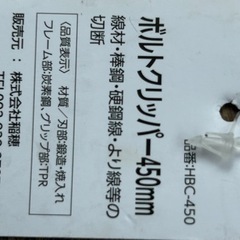 ボルトクリッパー450mm
品番:HBC-450
線材・棒鋼・硬鋼線・より線等の
切断
〈品質表示〉 材質／刃部:鍛造・焼入れ
フレーム部:炭素鋼,グリップ部:TPR
販売元：株式会社稲穂